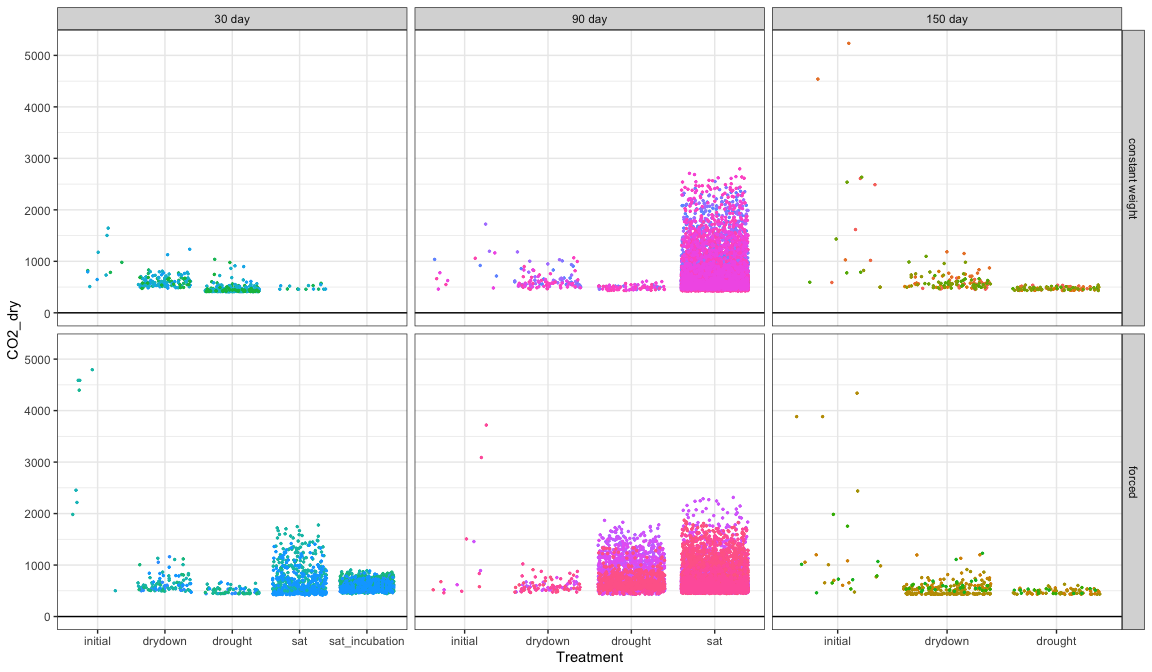 30 day 90 day 150 day
5000
4000
3000
2000
1000
0
constant weight
CO2_dry
5000
4000
3000
2000
1000
0
forced
initial drydown drought sat sat_incubation initial drydown drought sat initial drydown drought
Treatment